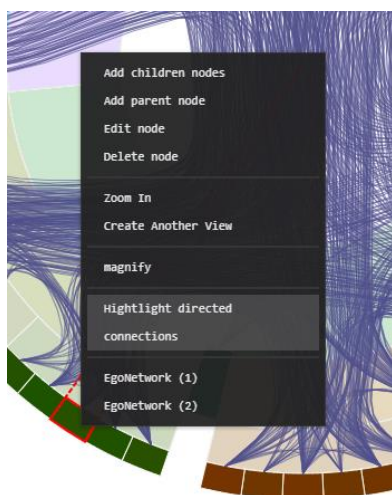 Add children nodes
Add parent node
Edit node
Delete node
Zoom In
Create Another View
magnify
Hightlight directed
connections
EgoNetwork (1)
EgoNetwork (2)